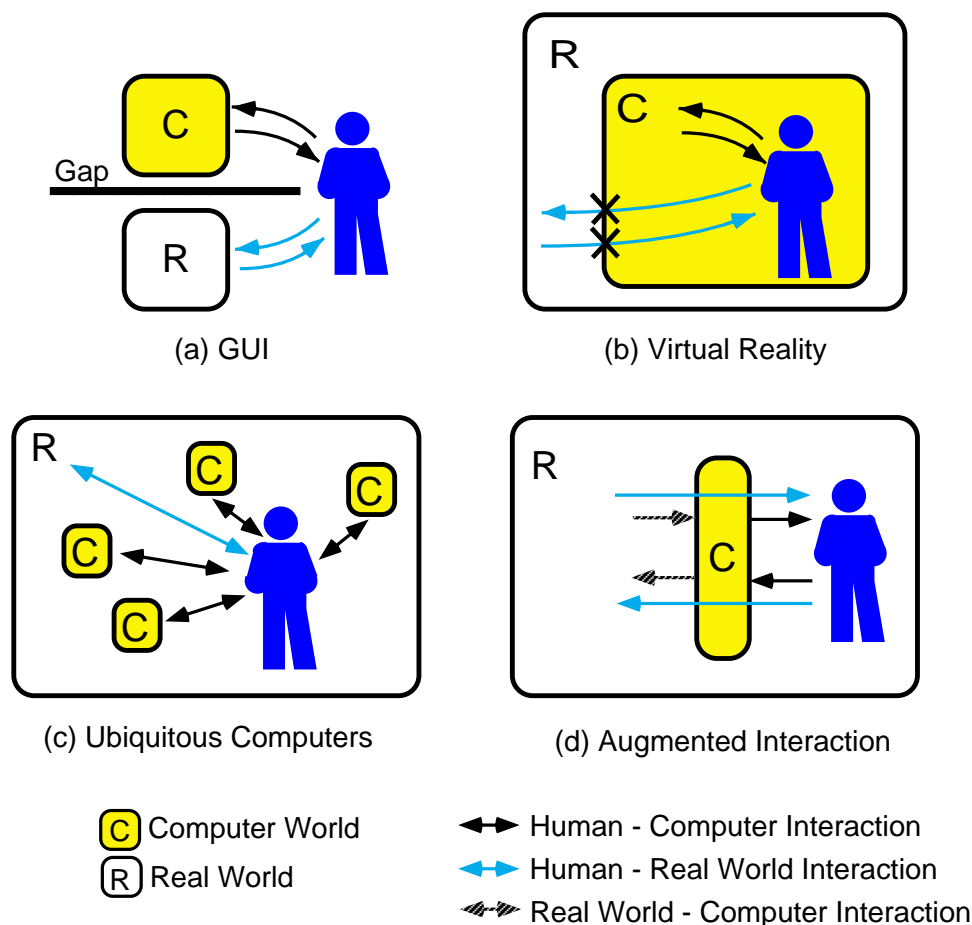 C
Gap
R
(a) GUI
R
C
(b) Virtual Reality
R
C
C
C
C
(c) Ubiquitous Computers
R
C
(d) Augmented Interaction
C Computer World
R Real World
Human - Computer Interaction
Human - Real World Interaction
Real World - Computer Interaction